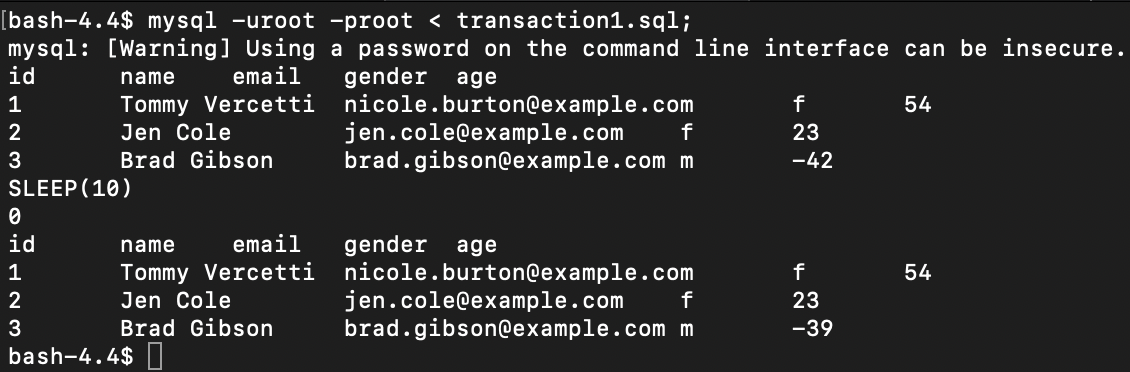 [bash-4.4$ mysql -uroot -proot < transaction1.sql;
mysql: [Warning] Using a password on the command line interface can be insecure.
id name email gender age
1 Tommy Vercetti nicole.burton@example.com f 54
2 Jen Cole jen.cole@example.com f 23
3 Brad Gibson brad.gibson@example.com m -42
SLEEP(10)
0
id name email gender age
1 Tommy Vercetti nicole.burton@example.com f 54
2 Jen Cole jen.cole@example.com f 23
3 Brad Gibson brad.gibson@example.com m -39
bash-4.4$